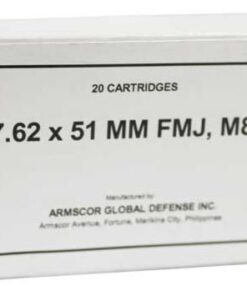 20 CARTRIDGES
7.62 x 51 MM FMJ, M8
Manufactured by:
ARMSCOR GLOBAL DEFENSE INC.
Armscor Avenue, Fortune, Marikina City, Philippines